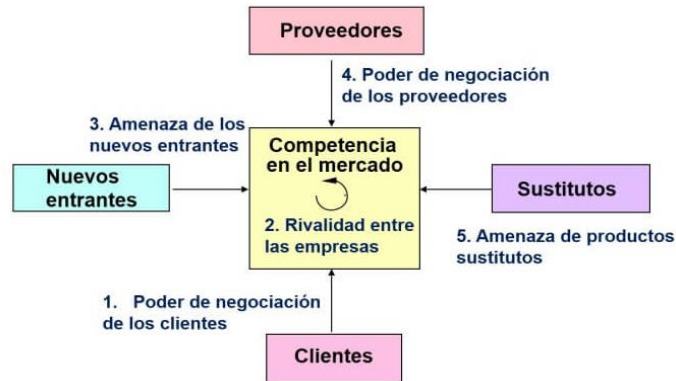 Proveedores
4. Poder de negociación
de los proveedores
3. Amenaza de los
nuevos entrantes
Competencia
en el mercado
Nuevos
entrantes
Sustitutos
2. Rivalidad entre
las empresas
5. Amenaza de productos
sustitutos
1. Poder de negociación
de los clientes
Clientes